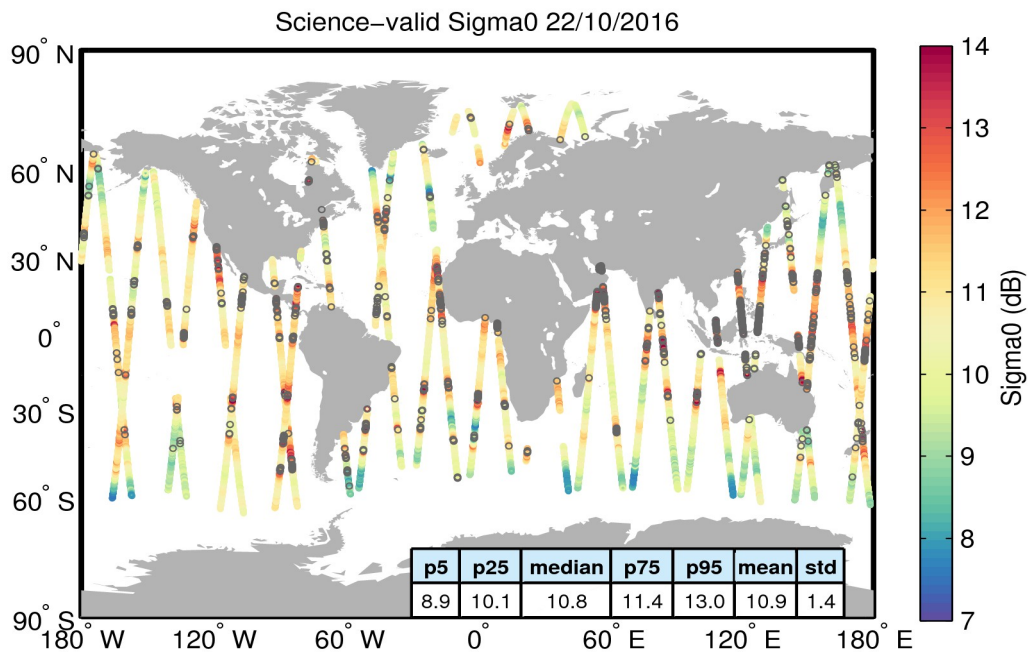 Science−valid Sigma0 22/10/2016
90° N
60° N
30° N
0°
30° S
60° S
90° S
180° W
120° W
60° W
0°
60° E
120° E
180° E
p5 p25 median p75 p95 mean std
8.9 10.1 10.8 11.4 13.0 10.9 1.4
14
13
12
11
10
9
8
7
Sigma0 (dB)